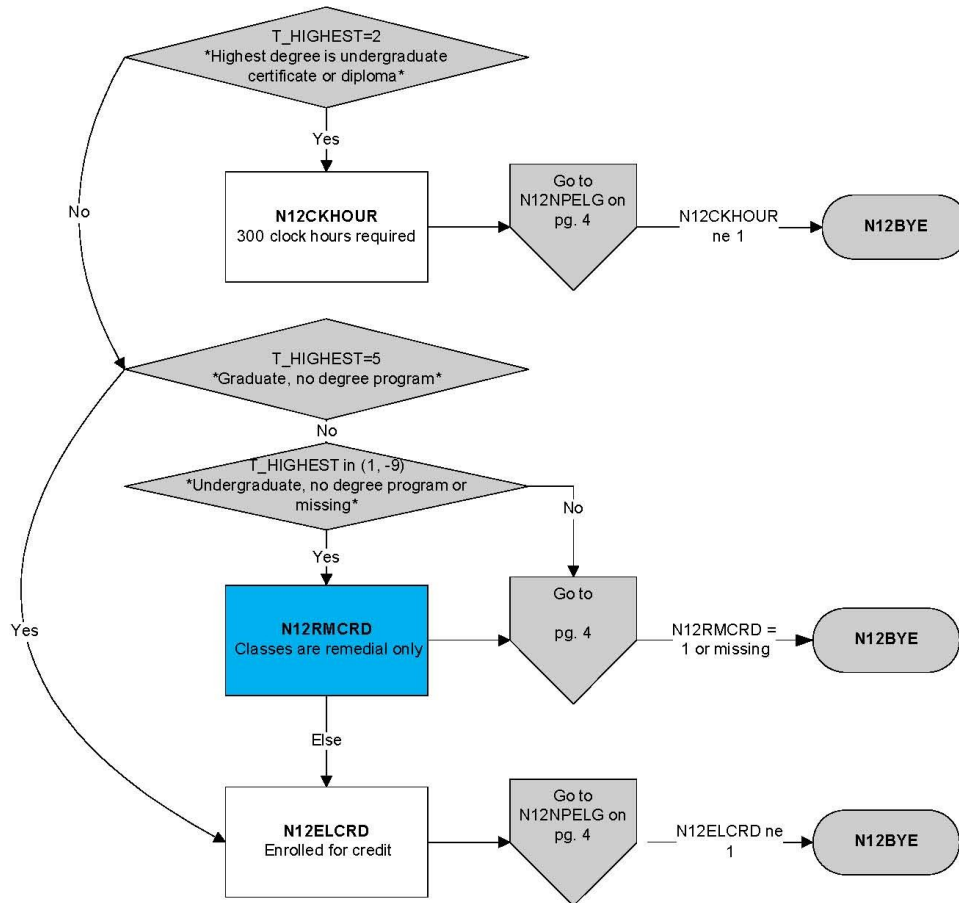 T_HIGHEST=2
*Highest degree is undergraduate
certificate or diploma*
Yes
No
N12CKHOUR
300 clock hours required
Go to
N12NPELG on
pg. 4
N12CKHOUR
ne 1
N12BYE
T_HIGHEST=5
*Graduate, no degree program*
No
T_HIGHEST in (1, -9)
*Undergraduate, no degree program or
missing*
No
Yes
Yes
N12RMCRD
Classes are remedial only
Go to
pg. 4
N12RMCRD =
1 or missing
N12BYE
Else
N12ELCRD
Enrolled for credit
Go to
N12NPELG on
pg. 4
N12ELCRD ne
1
N12BYE